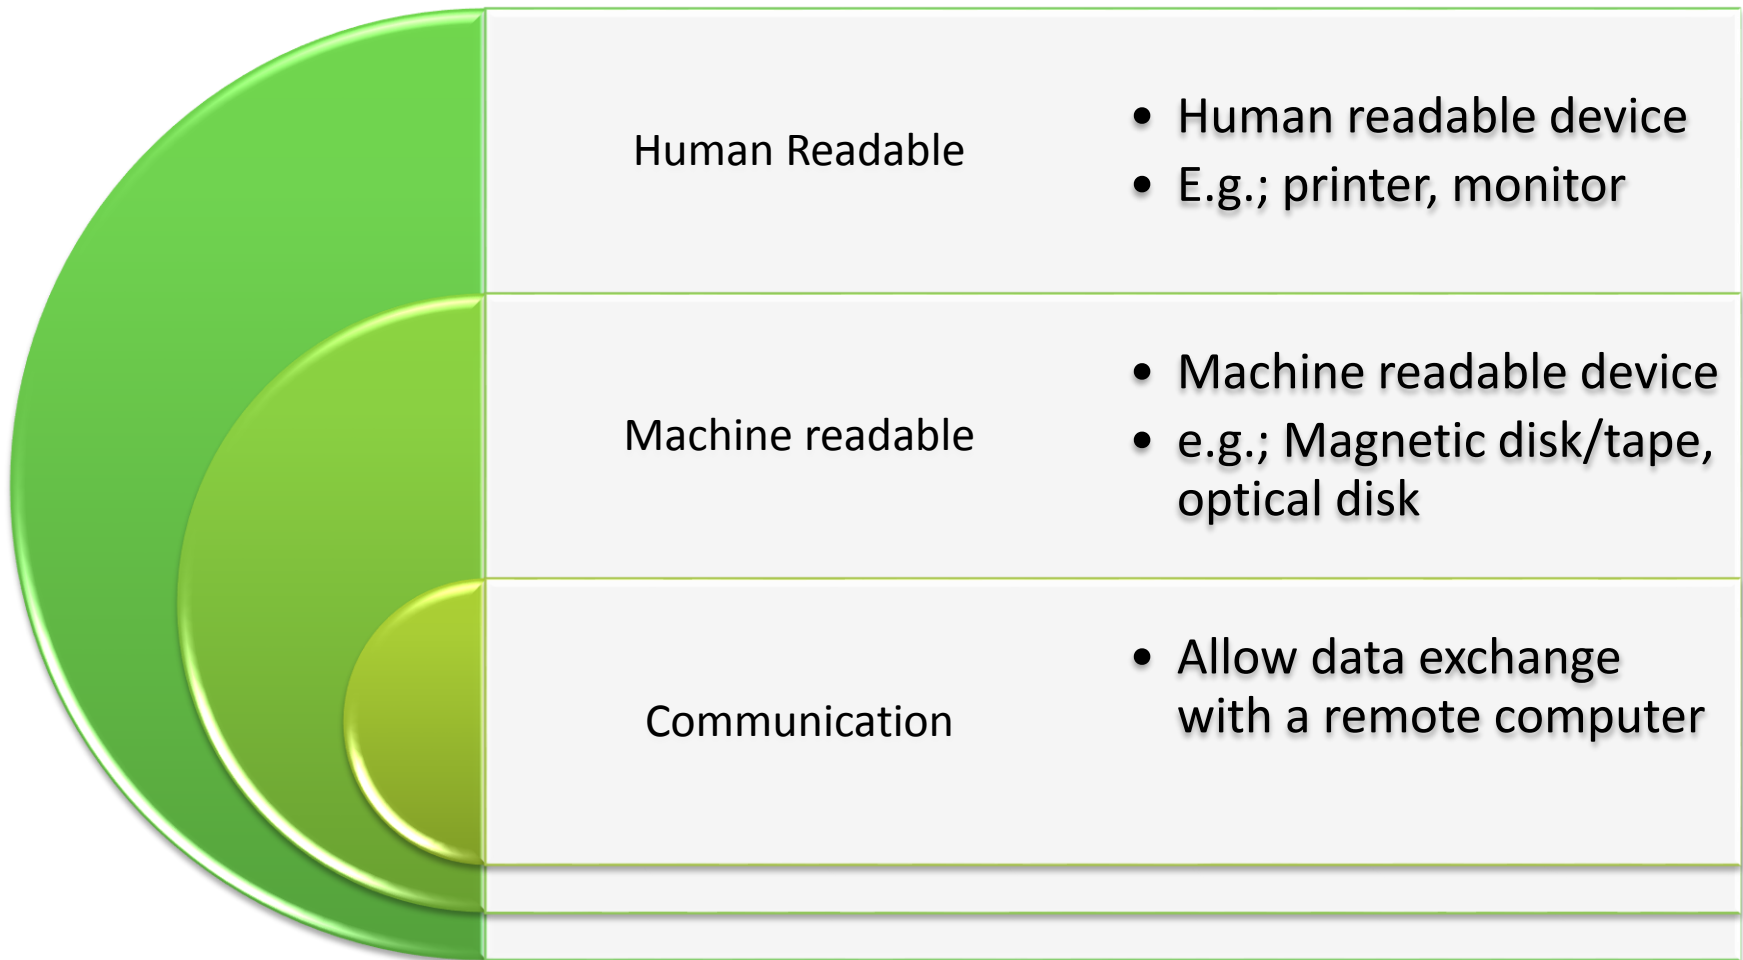 Human Readable
• Human readable device
• E.g.; printer, monitor
Machine readable
• Machine readable device
• e.g.; Magnetic disk/tape,
optical disk
Communication
• Allow data exchange
with a remote computer